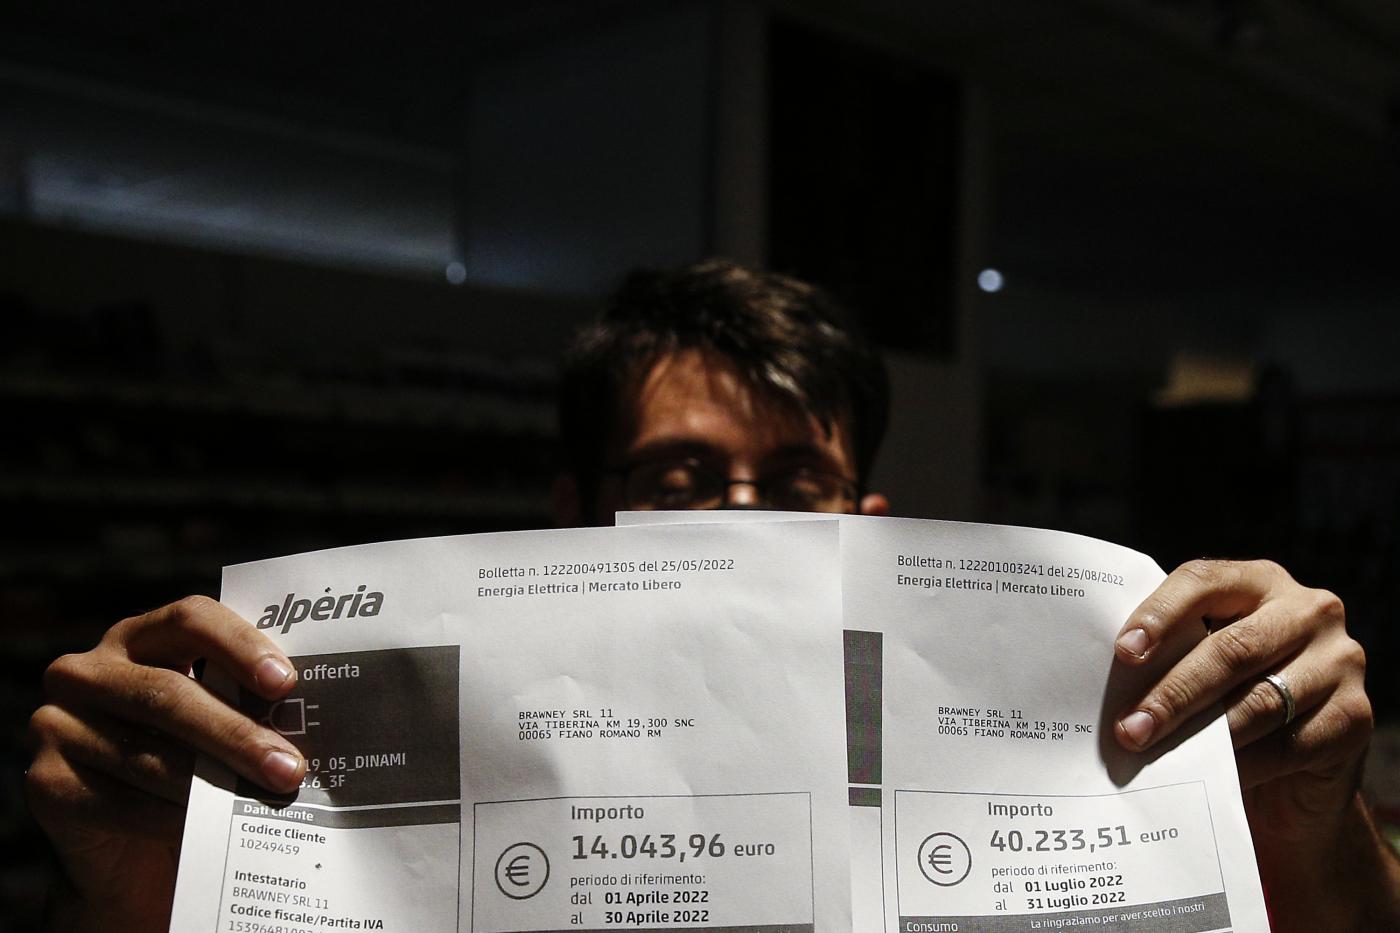 alperia
Bolletta n. 122200491305 del 25/05/2022
Energia Elettrica | Mercato Libero
offerta
19_05_DINAMI
6_3F
BRAWNEY SRL 11
VIA TIBERINA KM 19,300 SNC
00065 FIANO ROMANO RM
Dati Cliente
Codice Cliente
10249459
Intestatario
BRAWNEY SRL 11
Codice fiscale/Partita IVA
Importo
14.043,96 euro
periodo di riferimento:
dal 01 Aprile 2022
al 30 Aprile 2022
Bolletta n. 122201003241 del 25/08/2022
Energia Elettrica | Mercato Libero
BRAWNEY SRL 11
VIA TIBERINA KM 19,300 SNC
00065 FIANO ROMANO RM
Importo
40.233,51 euro
periodo di riferimento:
dal 01 Luglio 2022
al 31 Luglio 2022
Consumo La ringraziamo per aver scelto i nostri